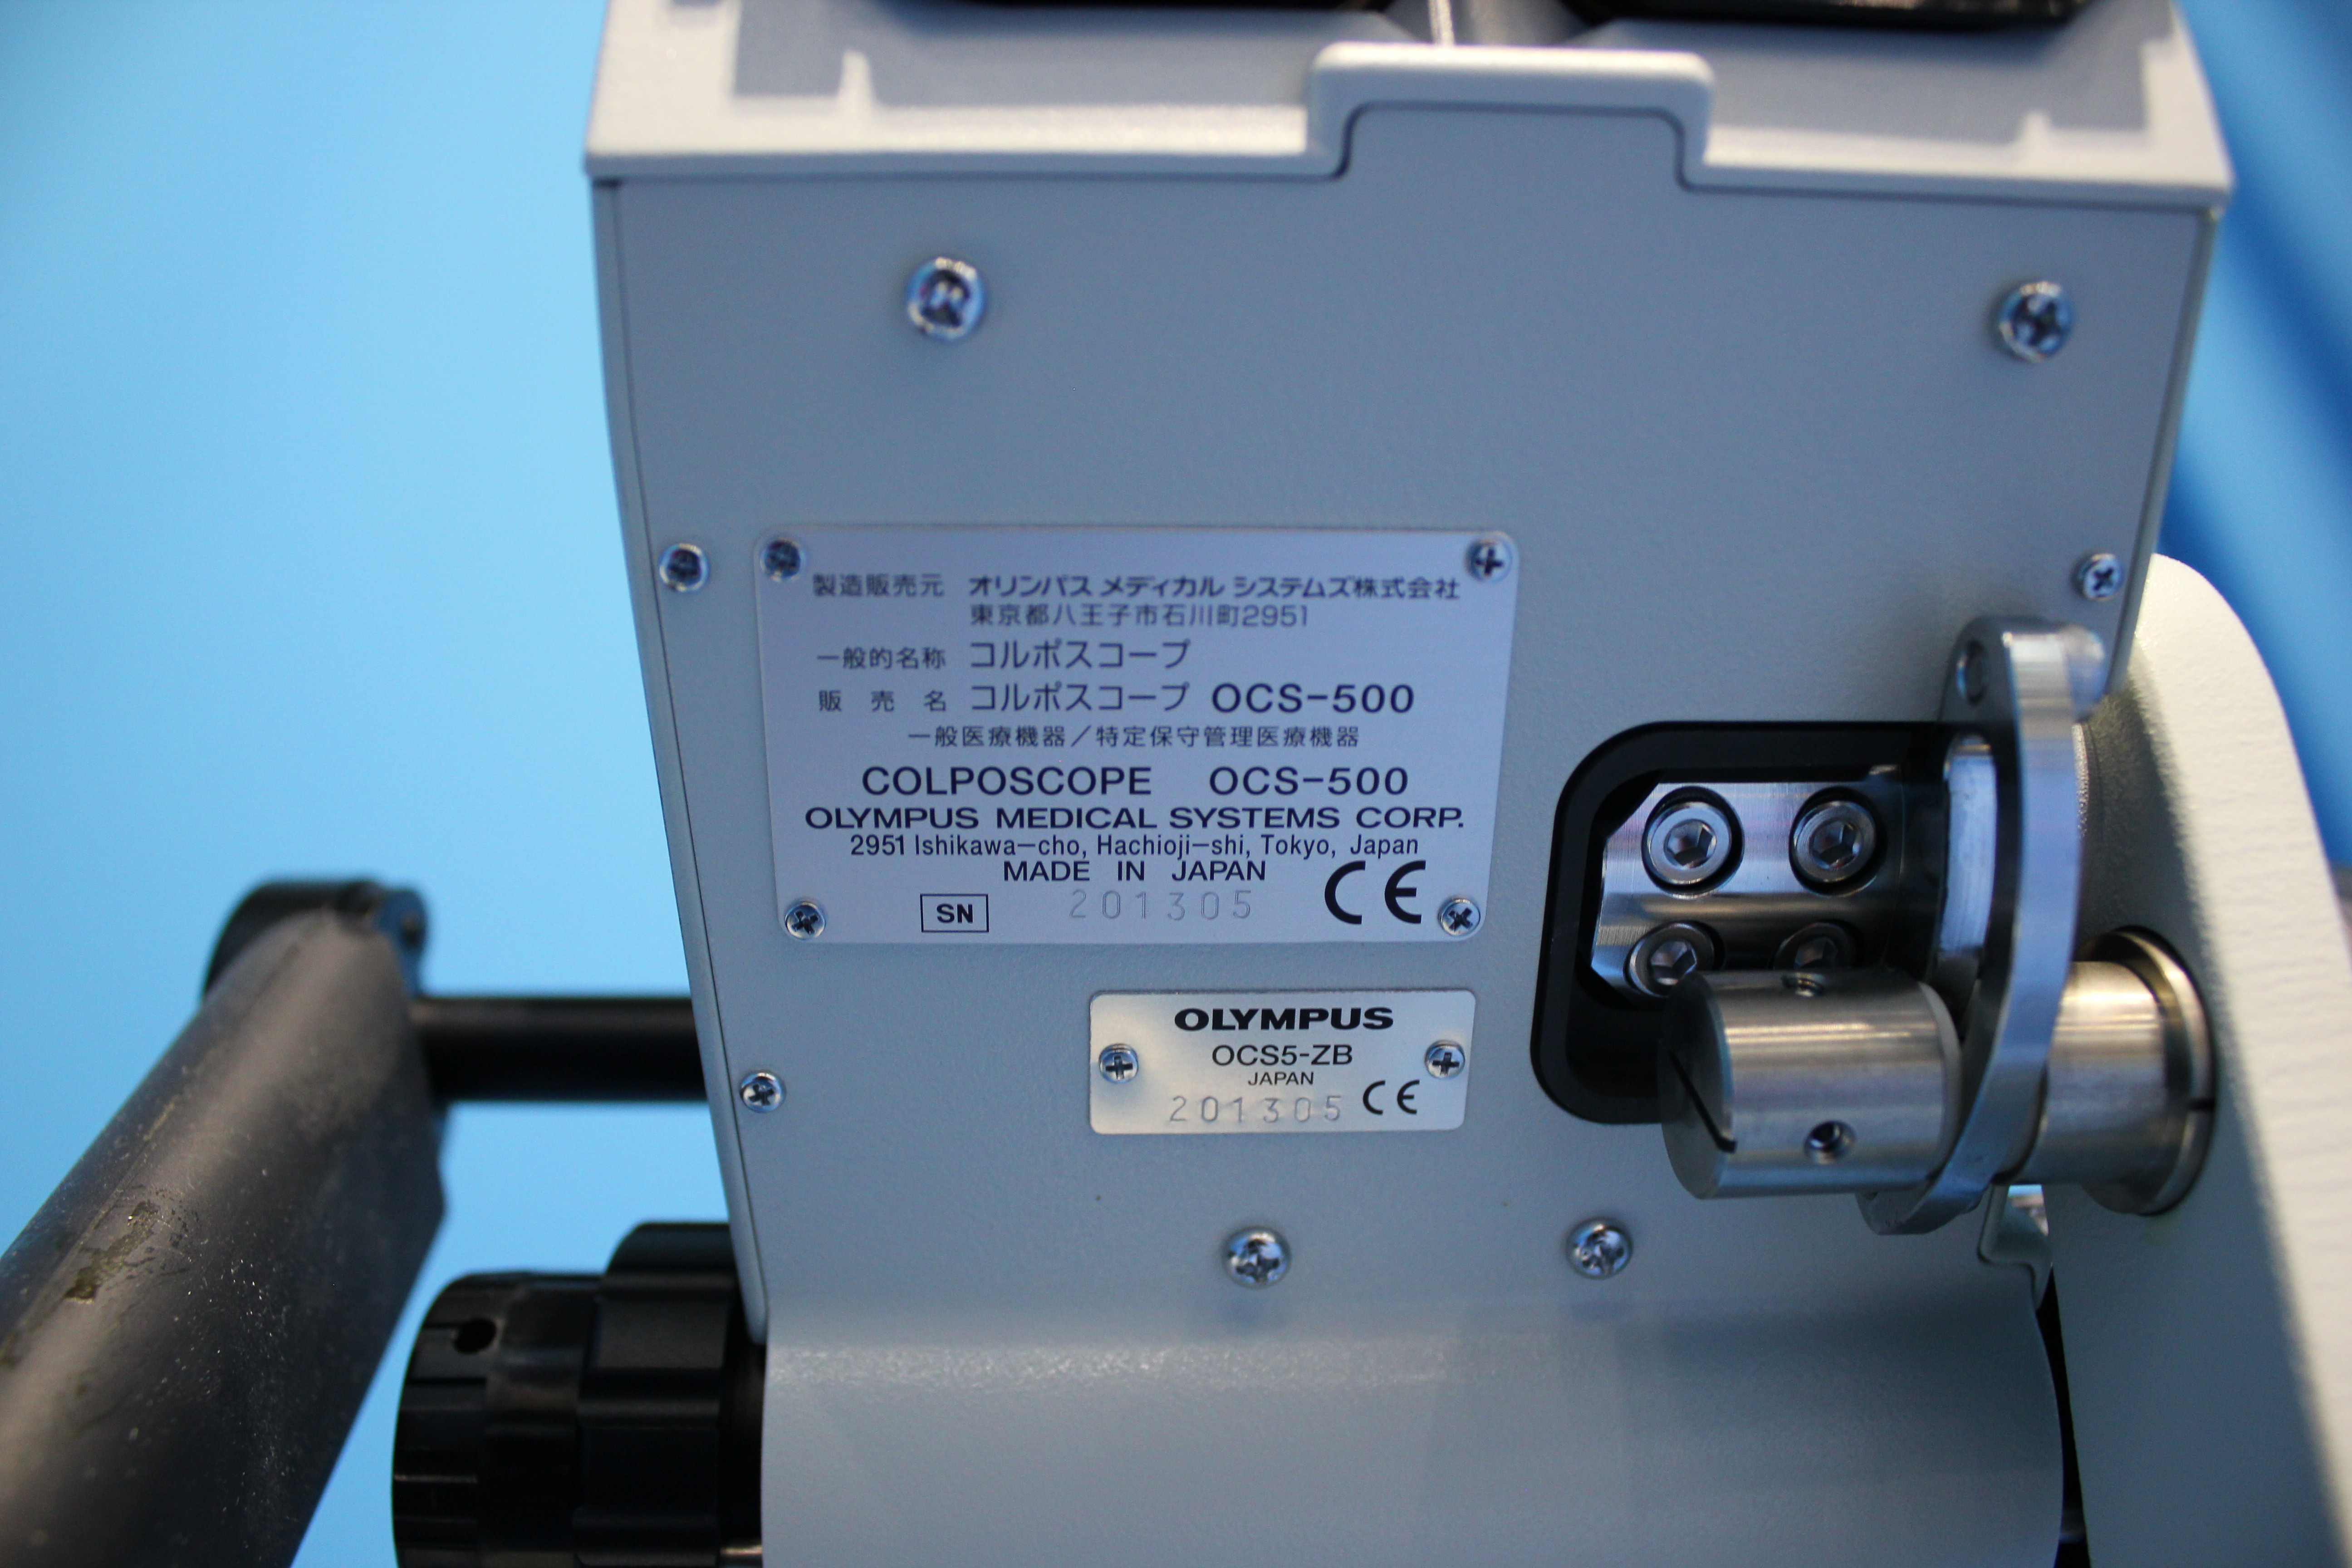 製造販売元 オリンパス メディカル システムズ株式会社
東京都八王子市石川町2951
一般的名称 コルポスコープ
販売名 コルポスコープ OCS-500
一般医療機器/特定保守管理医療機器
COLPOSCOPE OCS-500
OLYMPUS MEDICAL SYSTEMS CORP.
2951 Ishikawa-cho, Hachioji-shi, Tokyo, Japan
MADE IN JAPAN
SN 201305 CE
OLYMPUS
OCS5-ZB
JAPAN
201305 CE